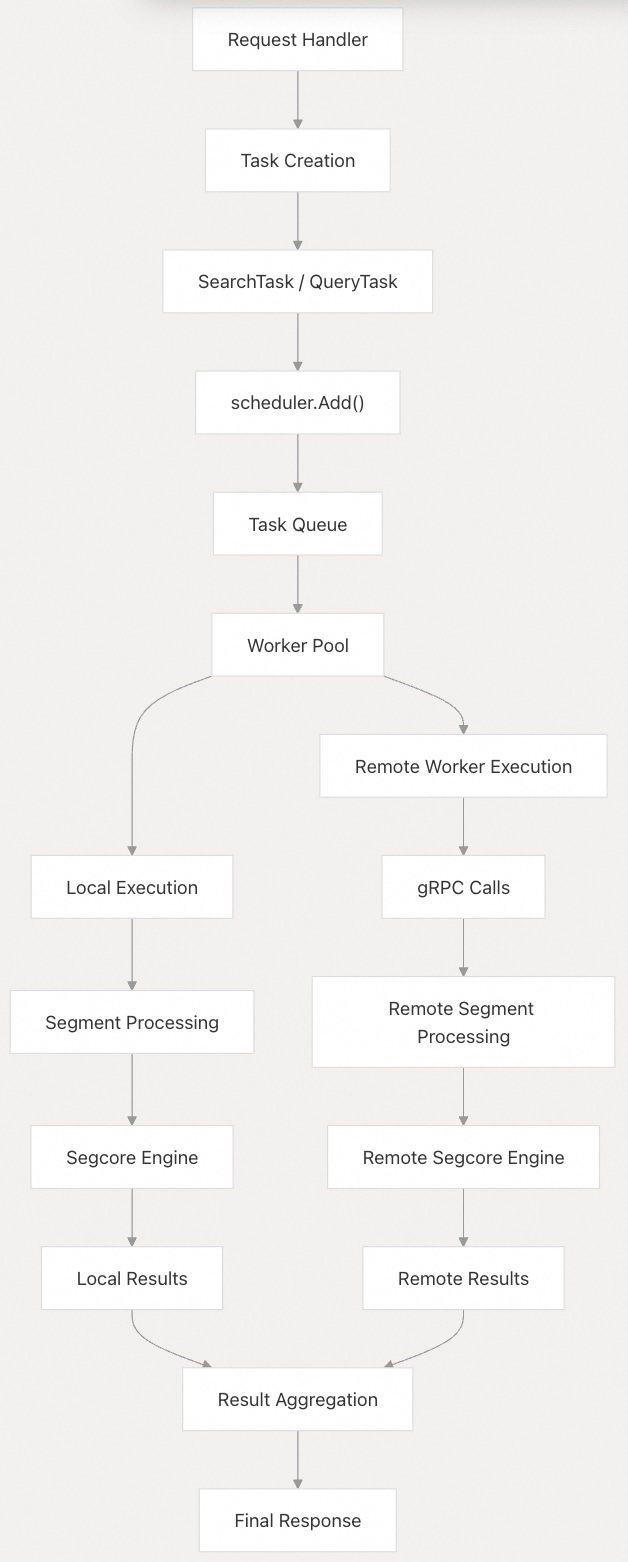 Request Handler
Task Creation
SearchTask / QueryTask
scheduler.Add()
Task Queue
Worker Pool
Remote Worker Execution
Local Execution
gRPC Calls
Segment Processing
Remote Segment
Processing
Segcore Engine
Remote Segcore Engine
Local Results
Remote Results
Result Aggregation
Final Response